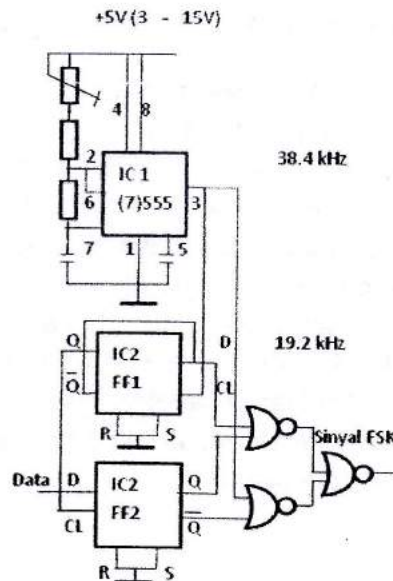 +5V (3 - 15V)
4 8
2
IC 1
38.4 kHz
6
(7)555
3
7
1
5
Q
D
19.2 kHz
IC2
Q
FF1
CL
R S
Sinyal FSK
Data
D
IC2
Q
CL
FF2
Q
R S